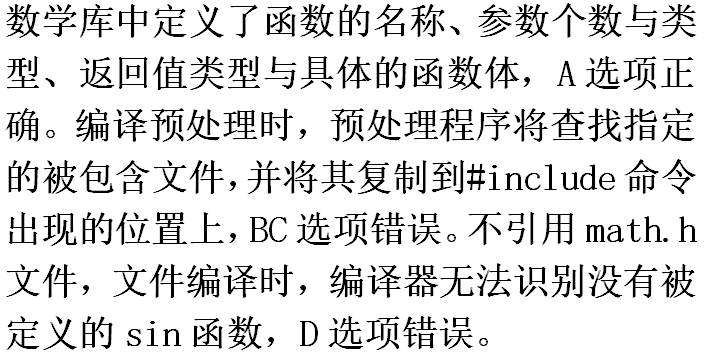 数学库中定义了函数的名称、参数个数与类
型、返回值类型与具体的函数体，A 选项正
确。编译预处理时，预处理程序将查找指定
的被包含文件，并将其复制到#include 命令
出现的位置上，BC 选项错误。不引用 math.h
文件，文件编译时，编译器无法识别没有被
定义的 sin 函数，D 选项错误。